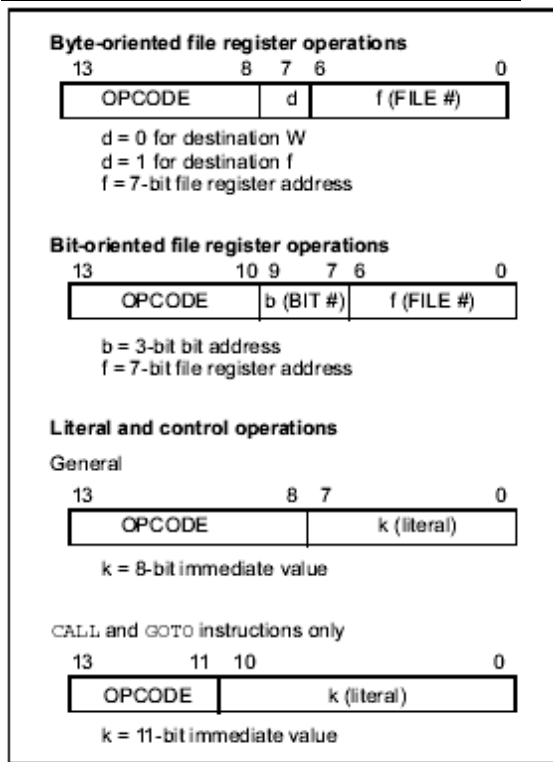 Byte-oriented file register operations
13 8 7 6 0
OPCODE d f (FILE #)
d = 0 for destination W
d = 1 for destination f
f = 7-bit file register address
Bit-oriented file register operations
13 10 9 7 6 0
OPCODE b (BIT #) f (FILE #)
b = 3-bit bit address
f = 7-bit file register address
Literal and control operations
General
13 8 7 0
OPCODE k (literal)
k = 8-bit immediate value
CALL and GOTO instructions only
13 11 10 0
OPCODE k (literal)
k = 11-bit immediate value